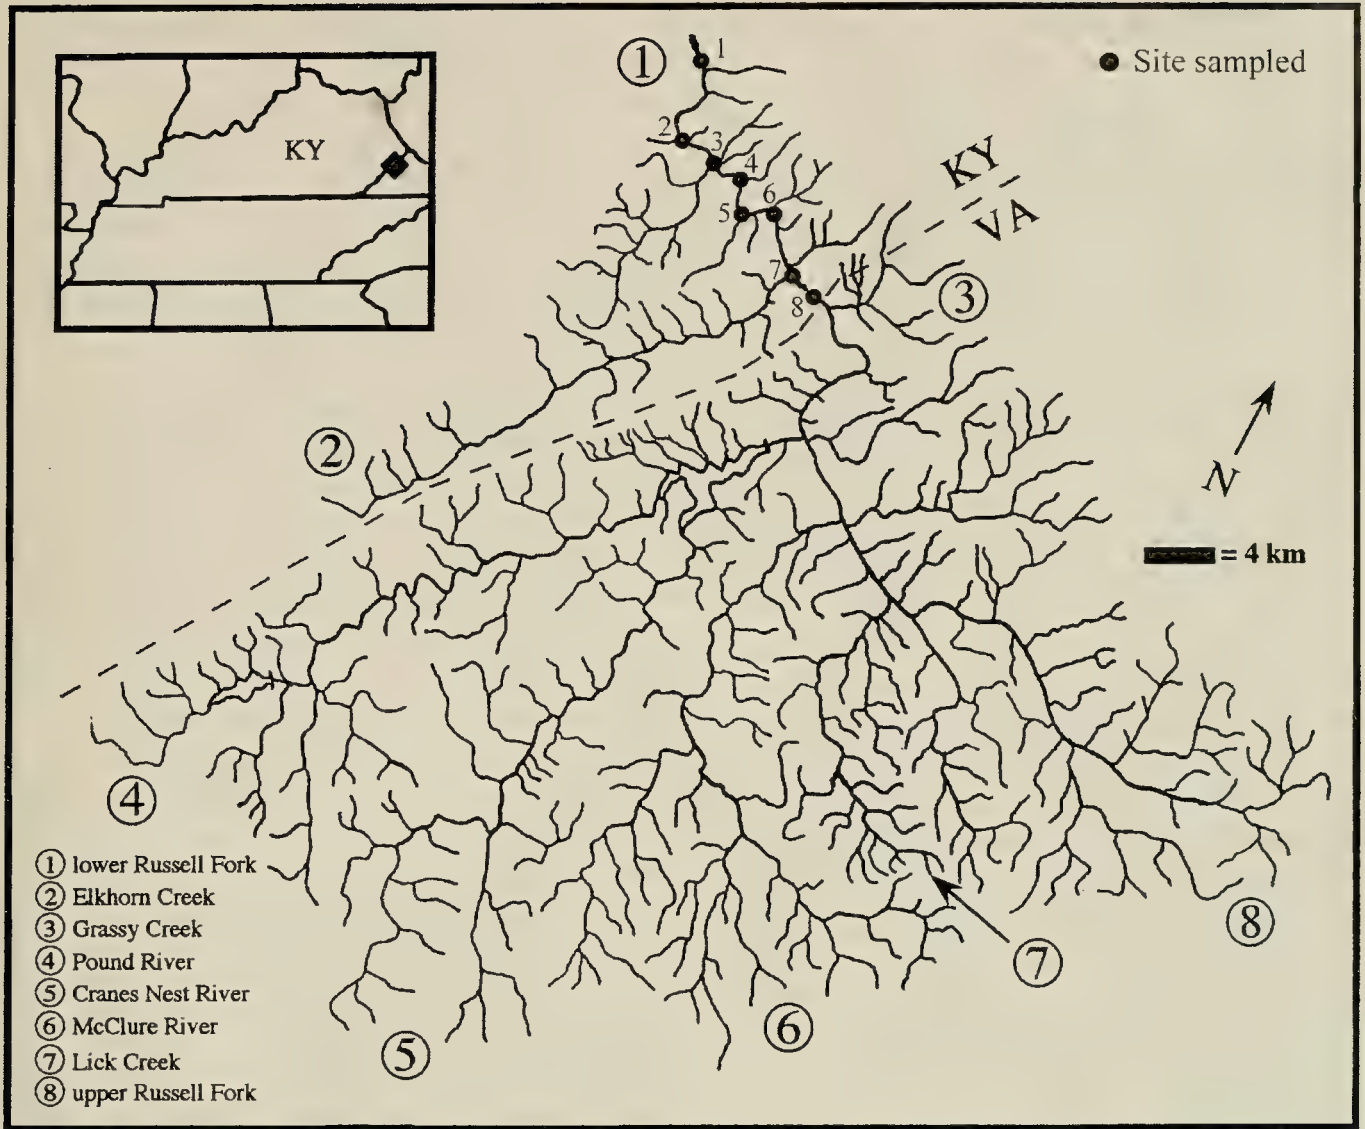 1
1
Site sampled
2
3
4
5
6
7
8
KY
KY
VA
3
2
N
= 4 km
4
1 lower Russell Fork
2 Elkhorn Creek
3 Grassy Creek
4 Pound River
5 Cranes Nest River
6 McClure River
7 Lick Creek
8 upper Russell Fork
8
7
6
5